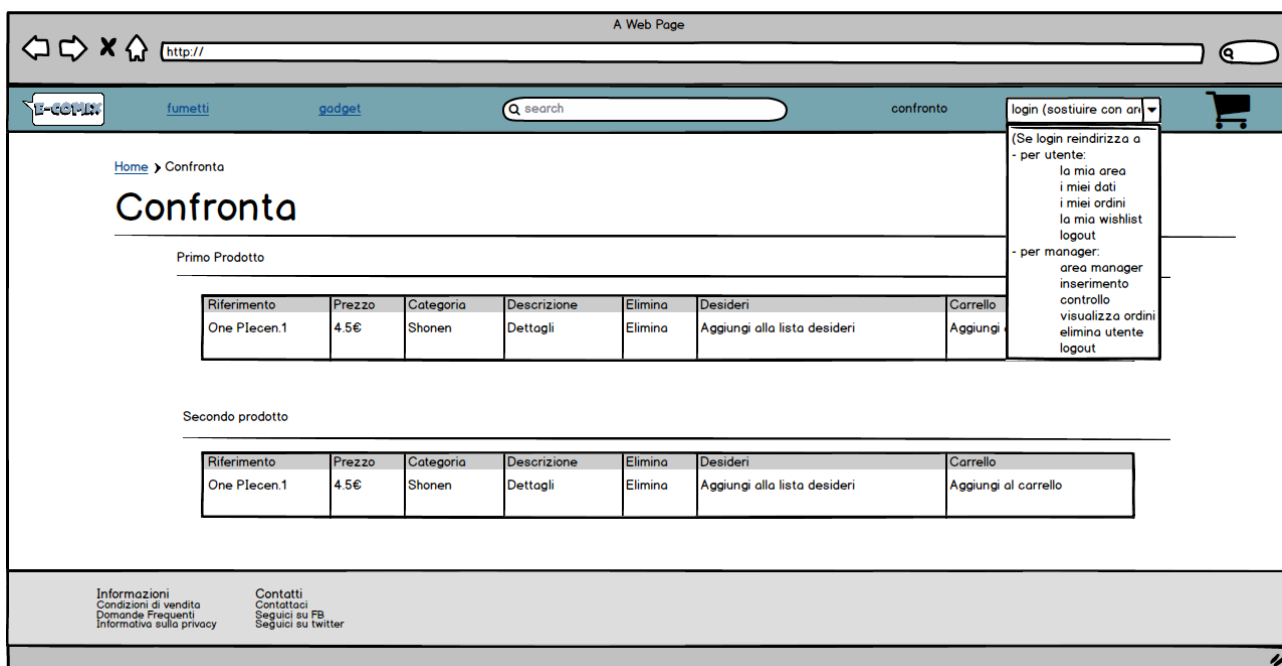 A Web Page
http://
E-COMIX
fumetti
gadget
search
confronto
login (sostiuire con are
(Se login reindirizza a
- per utente:
la mia area
i miei dati
i miei ordini
la mia wishlist
logout
- per manager:
area manager
inserimento
controllo
visualizza ordini
elimina utente
logout
Home > Confronta
Confronta
Primo Prodotto
Riferimento Prezzo Categoria Descrizione Elimina Desideri Carrello
One PIecen.1 4.5€ Shonen Dettagli Elimina Aggiungi alla lista desideri Aggiungi
Secondo prodotto
Riferimento Prezzo Categoria Descrizione Elimina Desideri Carrello
One PIecen.1 4.5€ Shonen Dettagli Elimina Aggiungi alla lista desideri Aggiungi al carrello
Informazioni
Condizioni di vendita
Domande Frequenti
Informativa sulla privacy
Contatti
Contattaci
Seguici su FB
Seguici su twitter